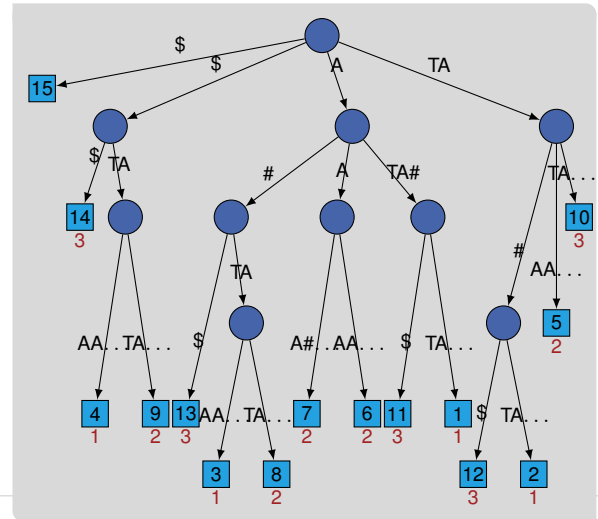 $
$ A TA
15
$ TA # A TA# TA. . .
14 10
3 3
TA # AA. . .
5
2
AA. . . TA. . . $ A#. . . AA. . . $ TA. . .
4 9 13 AA. . . TA. . . 7 6 11 1 $ TA. . .
1 2 3 2 2 3 1
3 8 12 2
1 2 3 1